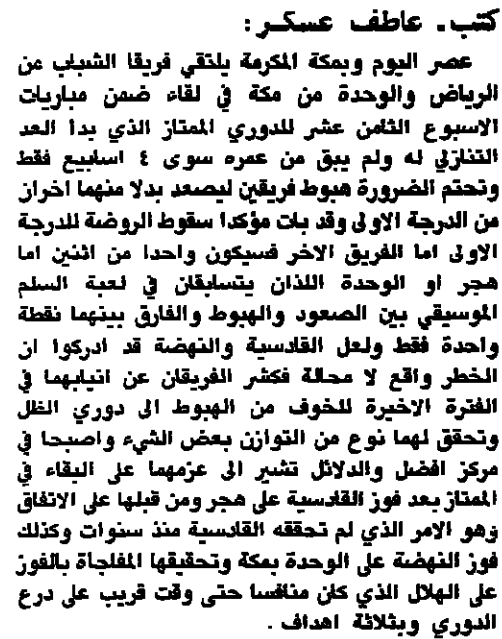 كتب ـ عاطف عسكـر :
عصر اليوم وبمكة المكرمة يلتقي فريقا الشباب من
الرياض والوحدة من مكة في لقاء ضمن مباريات
الاسبوع الثامن عشر للدوري الممتاز الذي بدأ العد
التنازلي له ولم يبق من عمره سوى ٤ اسابيع فقط
وتحتم الضرورة هبوط فريقين ليصعد بدلا منهما اخران
من الدرجة الاولى وقد بات مؤكدا سقوط الروضة للدرجة
الاولى اما الفريق الاخر فسيكون واحدا من اثنين اما
هجر او الوحدة اللذان يتسابقان في لعبة السلم
الموسيقي بين الصعود والهبوط والفارق بينهما نقطة
واحدة فقط ولعل القادسية والنهضة قد ادركوا ان
الخطر واقع لا محالة فكشر الفريقان عن انيابهما في
الفترة الاخيرة للخوف من الهبوط الى دوري الظل
وتحقق لهما نوع من التوازن بعض الشيء واصبحا في
مركز افضل والدلائل تشير الى عزمهما على البقاء في
الممتاز بعد فوز القادسية على هجر ومن قبلها على الاتفاق
وهو الامر الذي لم تحققه القادسية منذ سنوات وكذلك
فوز النهضة على الوحدة بمكة وتحقيقها المفاجاة بالفوز
على الهلال الذي كان منافسا حتى وقت قريب على درع
الدوري وبثلاثة اهداف .